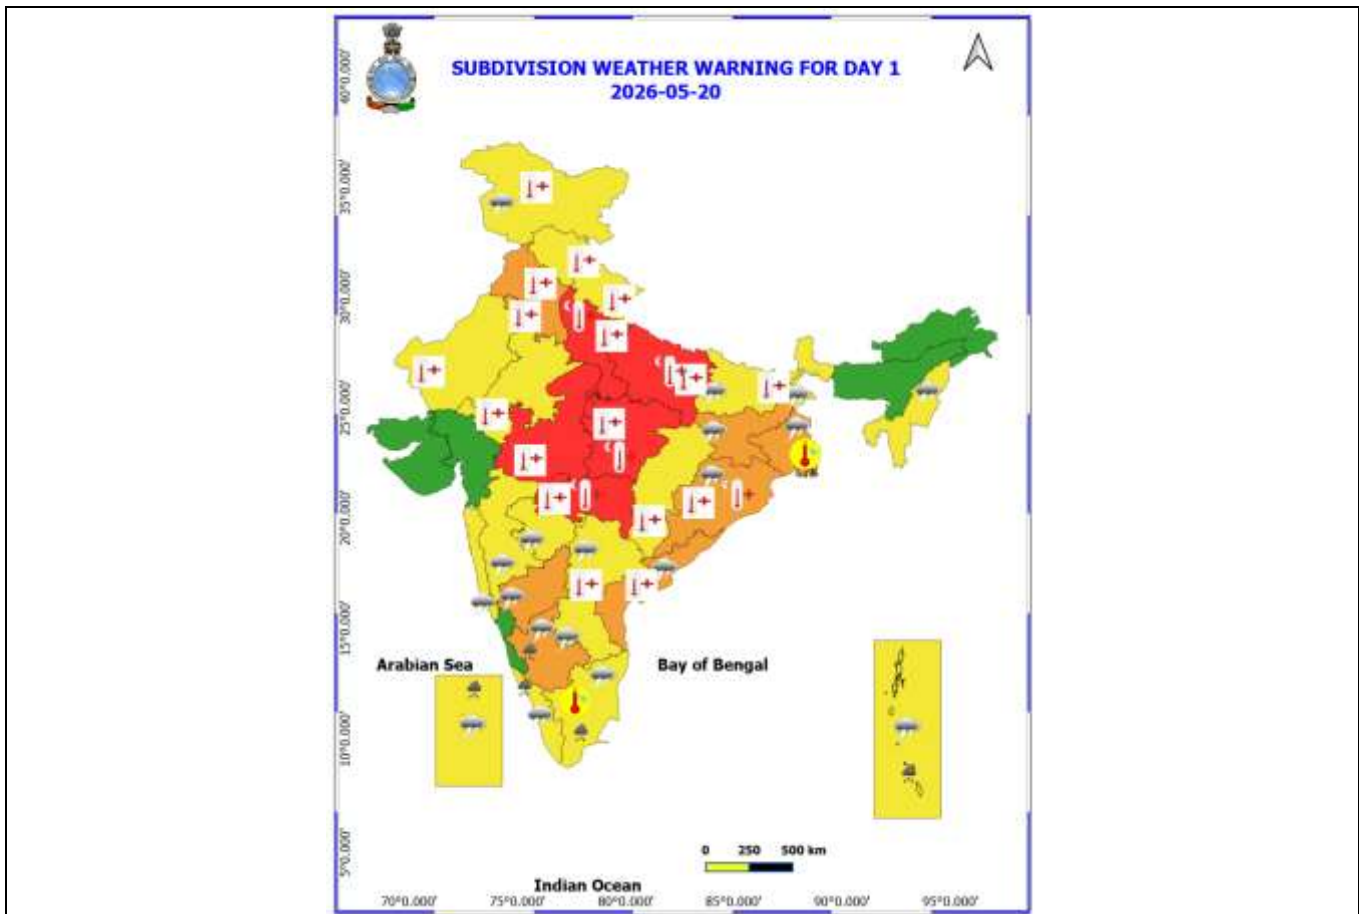 SUBDIVISION WEATHER WARNING FOR DAY 1
2026-05-20
40°0.000'
35°0.000'
30°0.000'
25°0.000'
20°0.000'
15°0.000'
10°0.000'
5°0.000'
Arabian Sea
Bay of Bengal
0 250 500 km
Indian Ocean
70°0.000' 75°0.000' 80°0.000' 85°0.000' 90°0.000' 95°0.000'